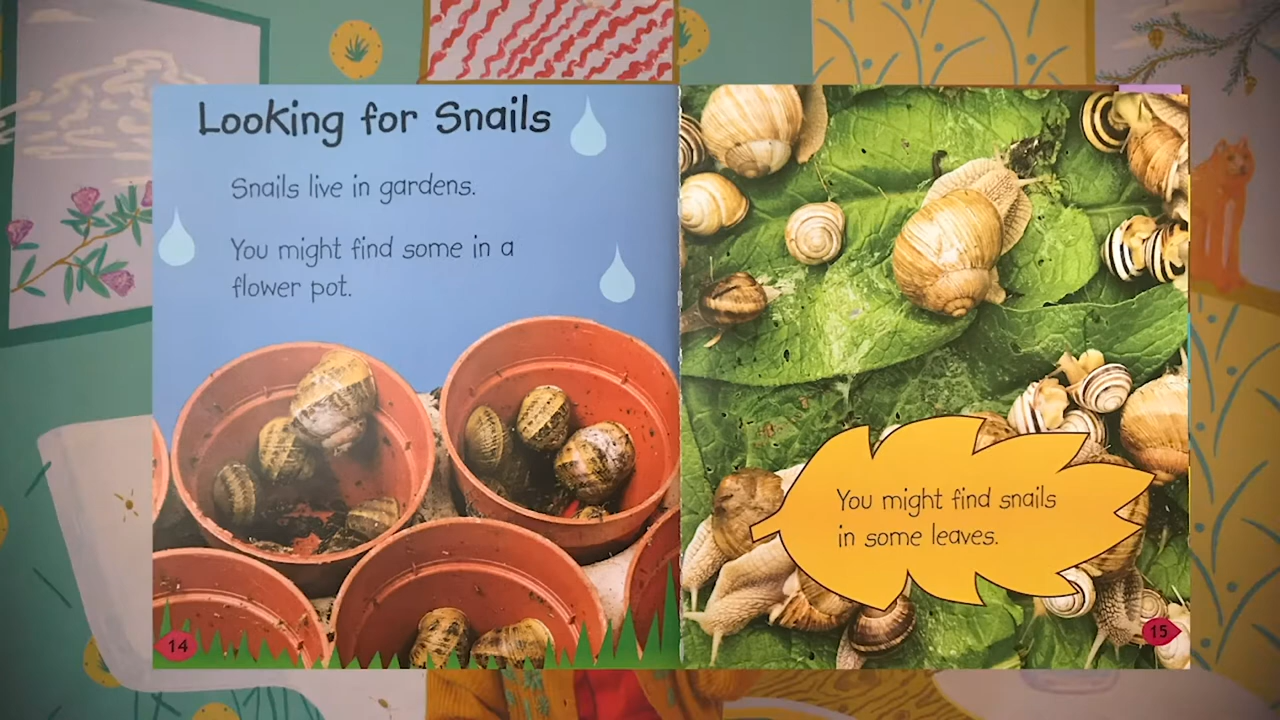 Looking for Snails
Snails live in gardens.
You might find some in a
flower pot.
14
You might find snails
in some leaves.
15